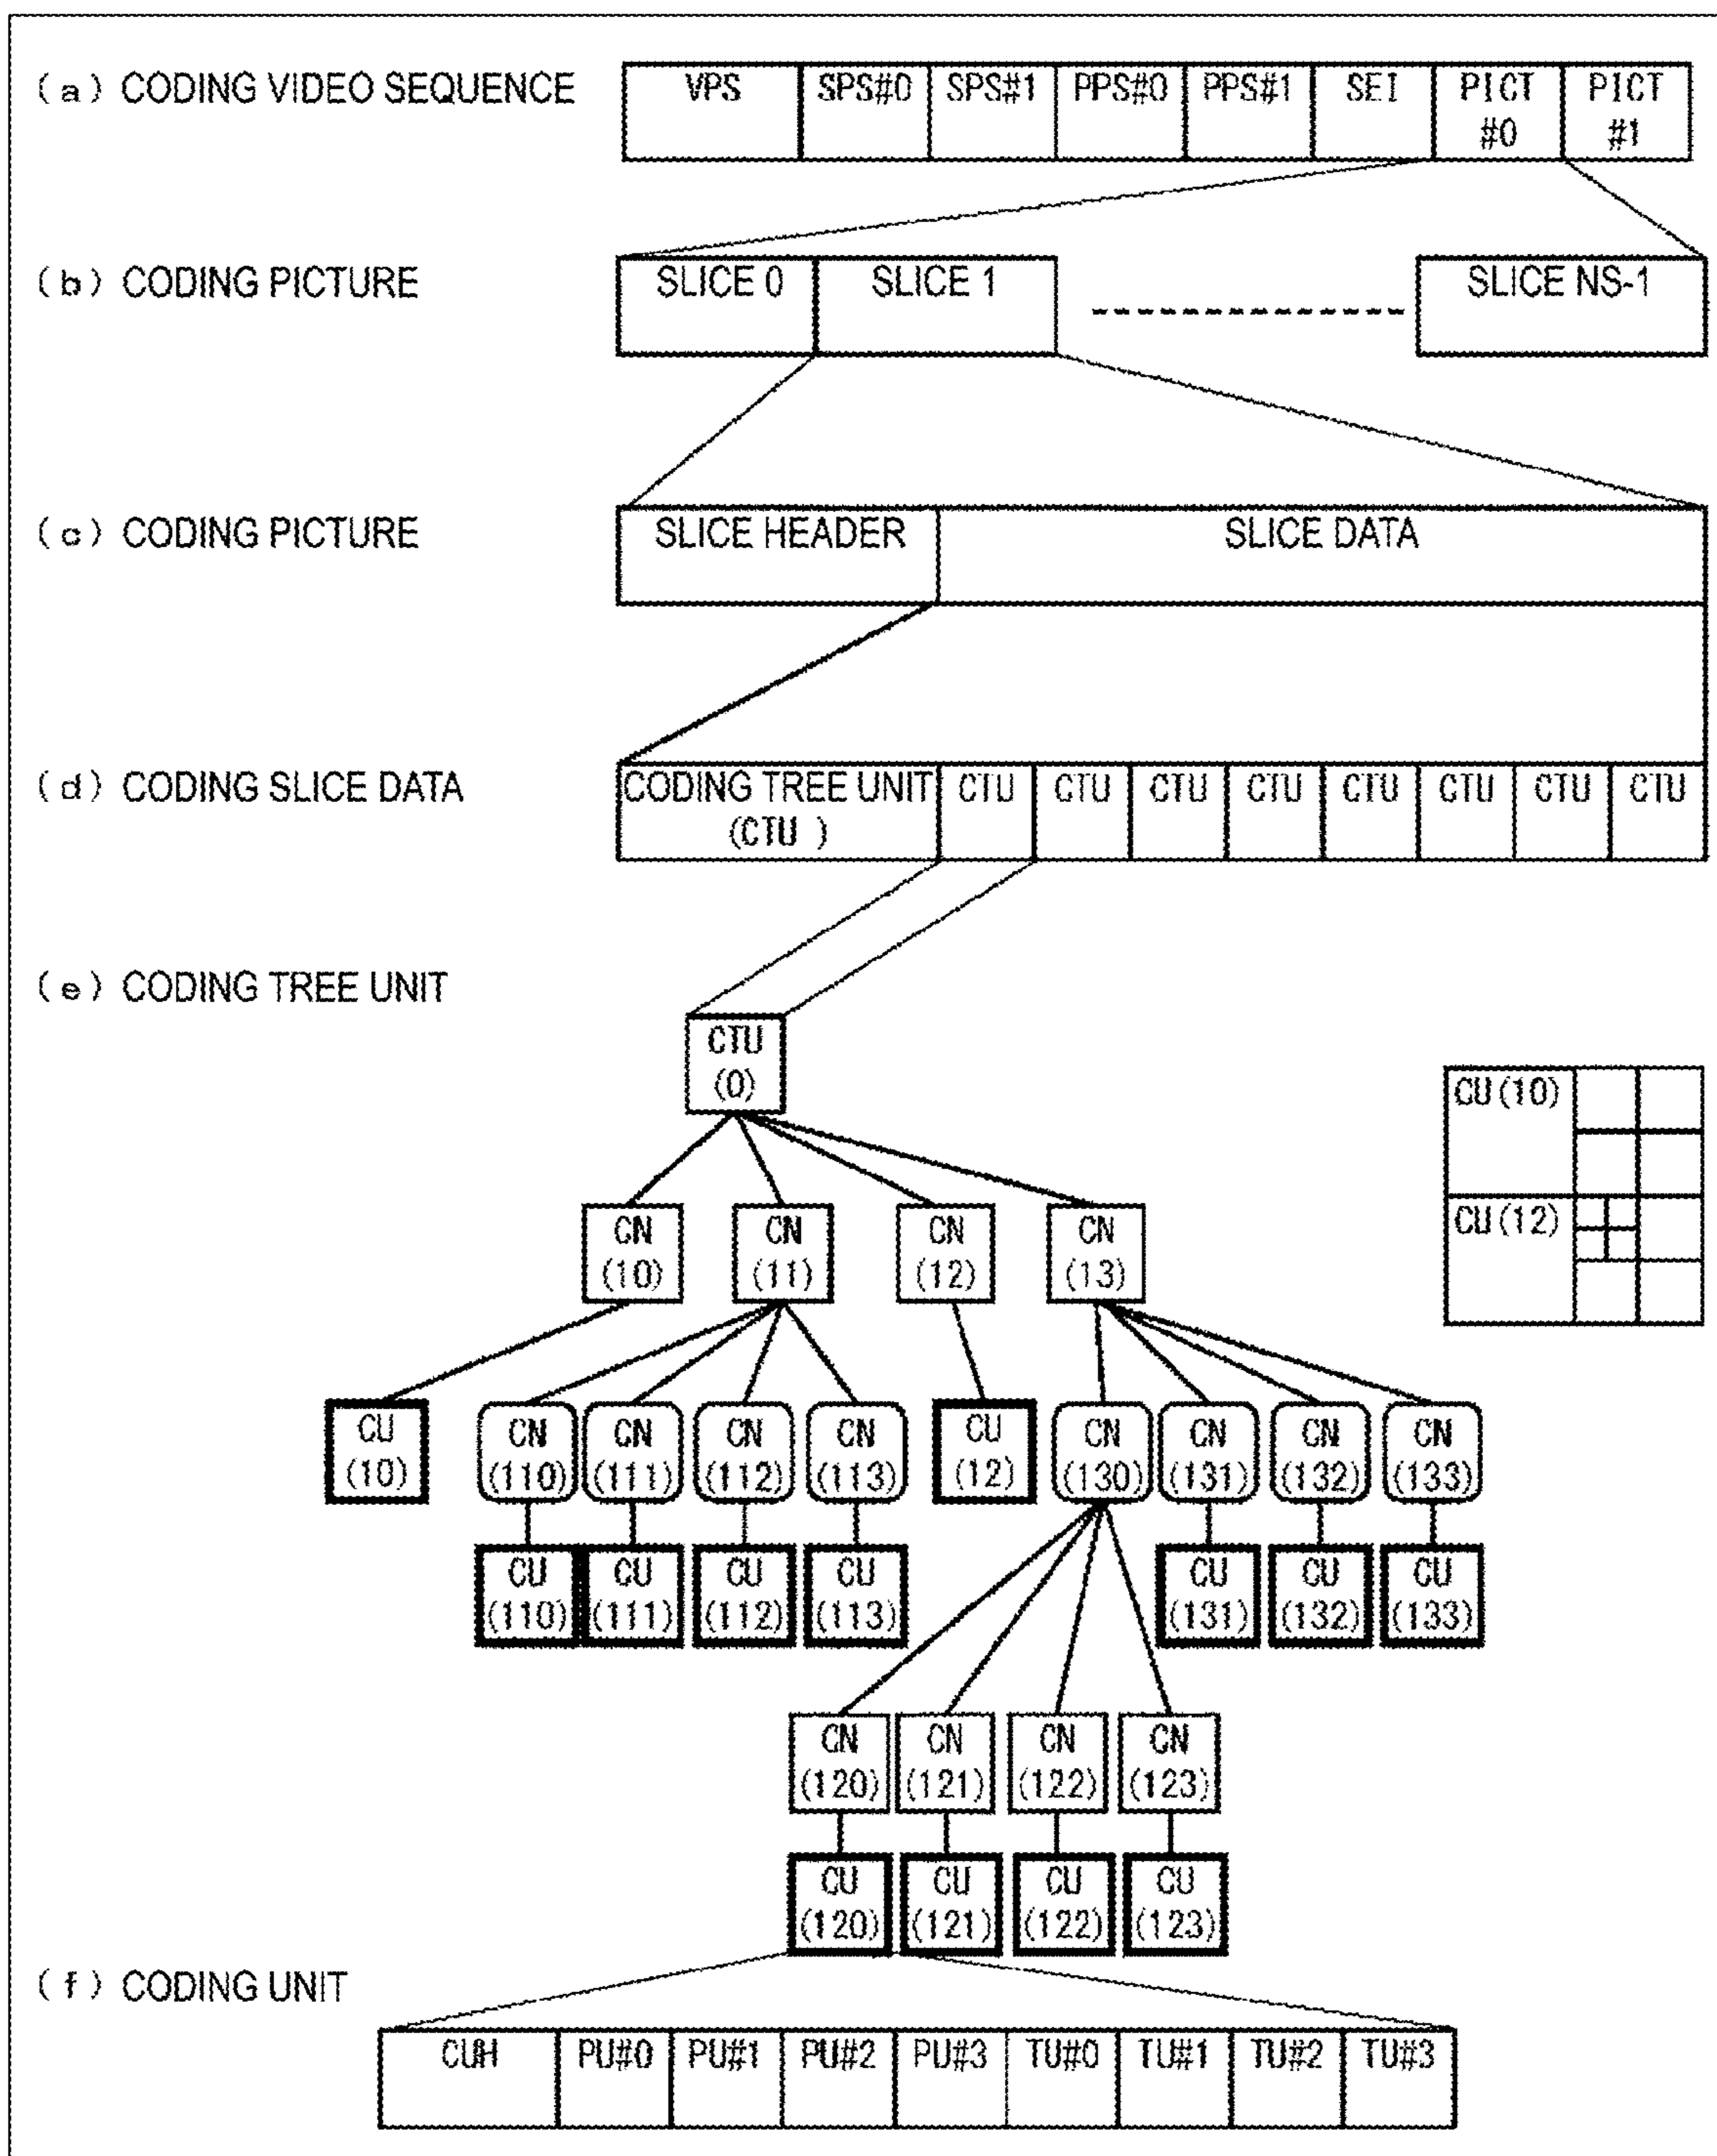 (a) CODING VIDEO SEQUENCE
VPS SPS#0 SPS#1 PPS#0 PPS#1 SEI PICT #0 PICT #1
(b) CODING PICTURE
SLICE 0 SLICE 1 SLICE NS-1
(c) CODING PICTURE
SLICE HEADER SLICE DATA
(d) CODING SLICE DATA
CODING TREE UNIT (CTU ) CTU CTU CTU CTU CTU CTU CTU CTU
(e) CODING TREE UNIT
CTU (0)
CU (10)
CU (12)
CN (10) CN (11) CN (12) CN (13)
CU (10) CN (110) CN (111) CN (112) CN (113) CU (12) CN (130) CN (131) CN (132) CN (133)
CU (110) CU (111) CU (112) CU (113) CU (131) CU (132) CU (133)
CN (120) CN (121) CN (122) CN (123)
CU (120) CU (121) CU (122) CU (123)
(f) CODING UNIT
CUH PU#0 PU#1 PU#2 PU#3 TU#0 TU#1 TU#2 TU#3